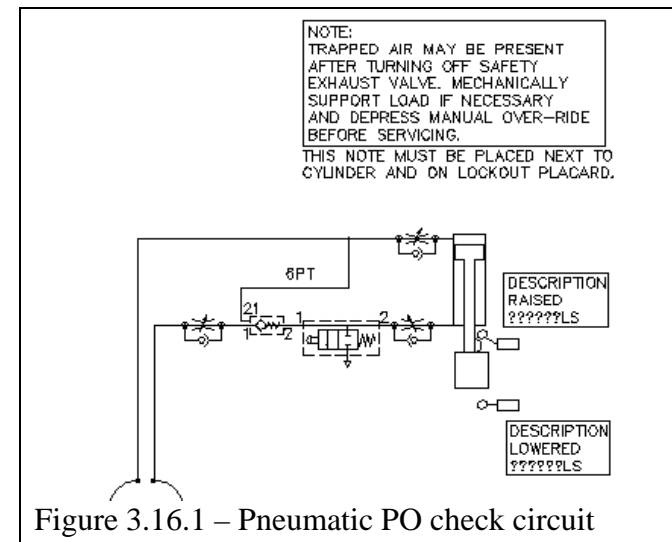 NOTE:
TRAPPED AIR MAY BE PRESENT
AFTER TURNING OFF SAFETY
EXHAUST VALVE. MECHANICALLY
SUPPORT LOAD IF NECESSARY
AND DEPRESS MANUAL OVER-RIDE
BEFORE SERVICING.
THIS NOTE MUST BE PLACED NEXT TO
CYLINDER AND ON LOCKOUT PLACARD.
6PT
21
1
2
1
2
DESCRIPTION
RAISED
??????LS
DESCRIPTION
LOWERED
??????LS
Figure 3.16.1 – Pneumatic PO check circuit